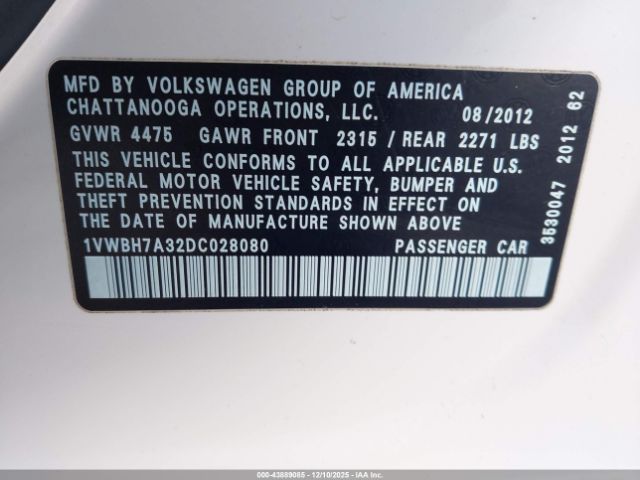 MFD BY VOLKSWAGEN GROUP OF AMERICA
CHATTANOOGA OPERATIONS, LLC. 08/2012
GVWR 4475 GAWR FRONT 2315 / REAR 2271 LBS
THIS VEHICLE CONFORMS TO ALL APPLICABLE U.S.
FEDERAL MOTOR VEHICLE SAFETY, BUMPER AND
THEFT PREVENTION STANDARDS IN EFFECT ON
THE DATE OF MANUFACTURE SHOWN ABOVE
1VWBH7A32DC028080 PASSENGER CAR
3530047 2012 62
000-43889085 - 12/10/2025 - IAAI.CA